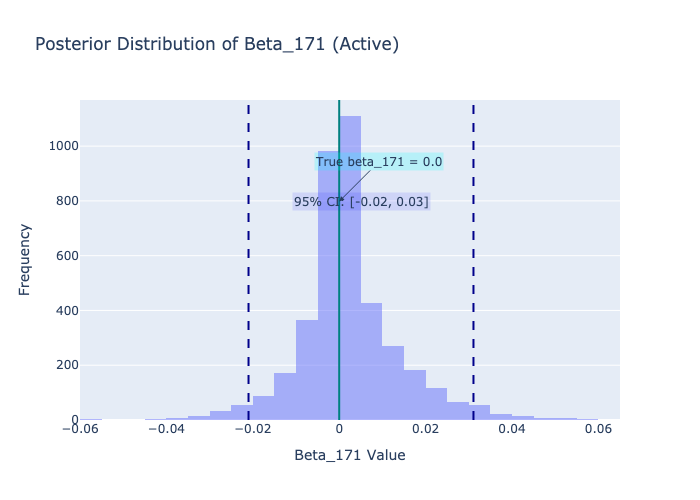 Posterior Distribution of Beta_171 (Active)
1000
800
600
400
200
0
Frequency
True beta_171 = 0.0
95% CI: [-0.02, 0.03]
−0.06
−0.04
−0.02
0
0.02
0.04
0.06
Beta_171 Value